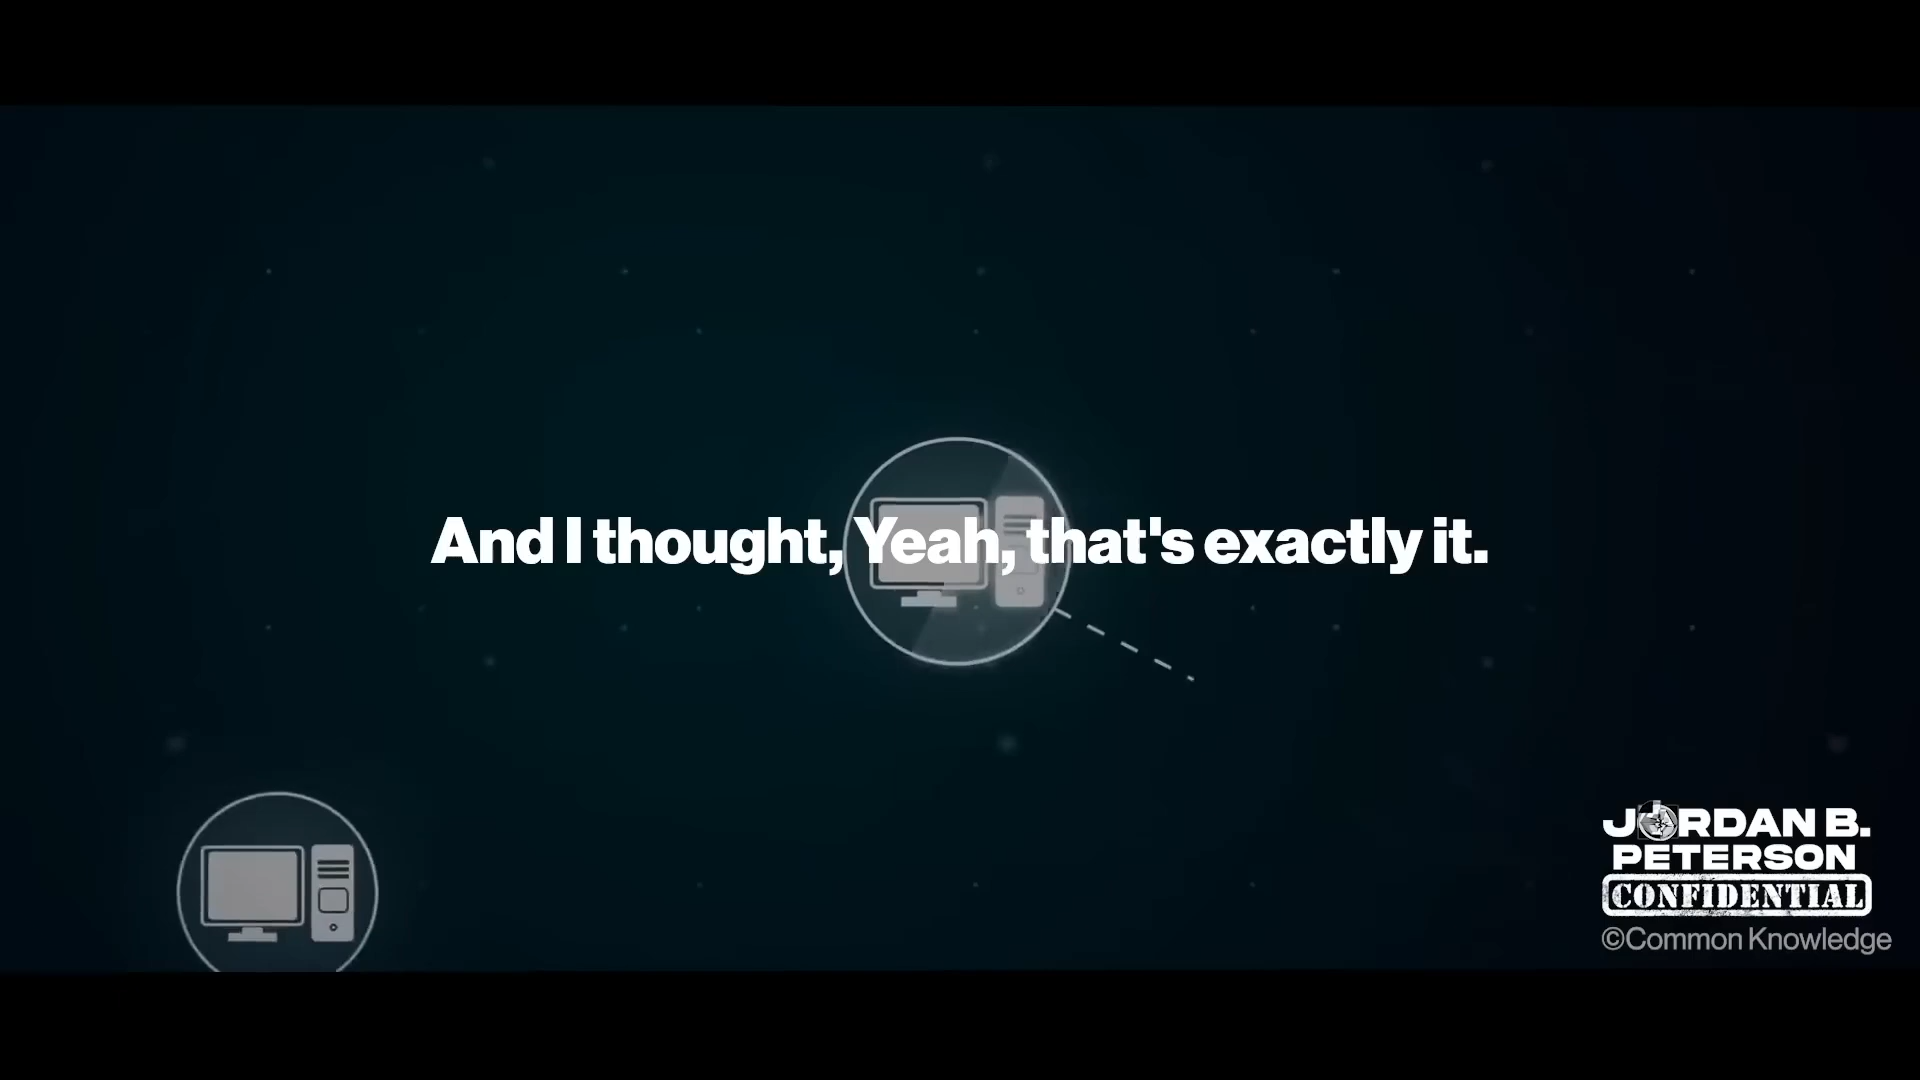 And I thought, Yeah, that's exactly it.
JORDAN B.
PETERSON
CONFIDENTIAL
©Common Knowledge